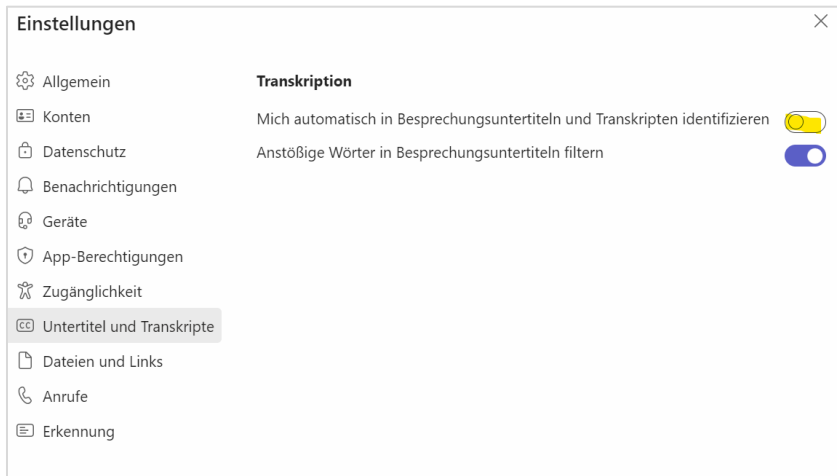 Einstellungen
Allgemein
Konten
Datenschutz
Benachrichtigungen
Geräte
App-Berechtigungen
Zugänglichkeit
Untertitel und Transkripte
Dateien und Links
Anrufe
Erkennung
Transkription
Mich automatisch in Besprechungsuntertiteln und Transkripten identifizieren
Anstößige Wörter in Besprechungsuntertiteln filtern